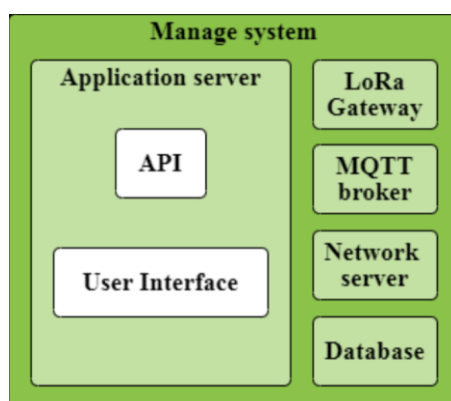 Manage system
Application server
API
User Interface
LoRa
Gateway
MQTT
broker
Network
server
Database